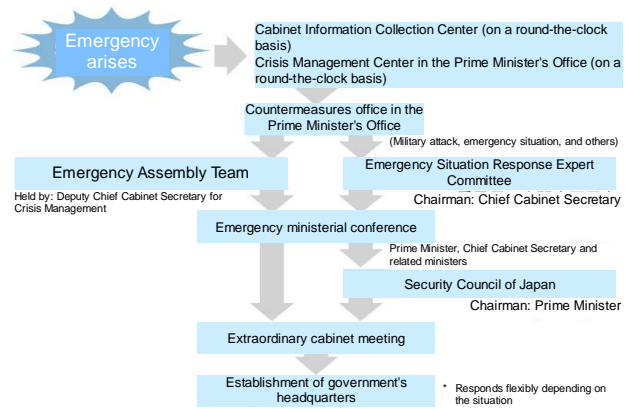 Emergency
arises
Cabinet Information Collection Center (on a round-the-clock
basis)
Crisis Management Center in the Prime Minister's Office (on a
round-the-clock basis)
Countermeasures office in the
Prime Minister's Office
(Military attack, emergency situation, and others)
Emergency Assembly Team
Held by: Deputy Chief Cabinet Secretary for
Crisis Management
Emergency Situation Response Expert
Committee
Chairman: Chief Cabinet Secretary
Emergency ministerial conference
Prime Minister, Chief Cabinet Secretary and
related ministers
Security Council of Japan
Chairman: Prime Minister
Extraordinary cabinet meeting
Establishment of government's
headquarters
* Responds flexibly depending on
the situation